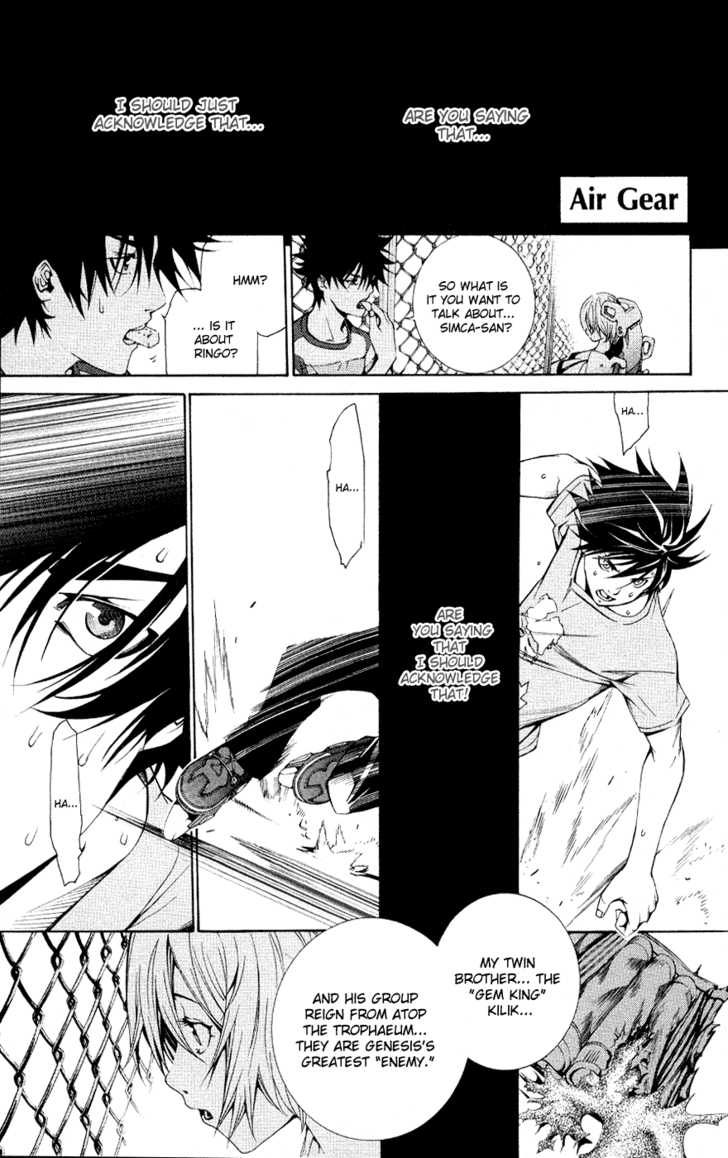 ARE YOU SAYING
THAT...
I SHOULD JUST
ACKNOWLEDGE THAT...
Air Gear
SO WHAT IS
IT YOU WANT TO
TALK ABOUT...
SIMCA-SAN?
HMM?
... IS IT
ABOUT
RINGO?
HA...
ARE
YOU SAYING
THAT
I SHOULD
ACKNOWLEDGE
THAT!
HA...
HA...
MY TWIN
BROTHER... THE
"GEM KING"
KILIK...
AND HIS GROUP
REIGN FROM ATOP
THE TROPHAEUM...
THEY ARE GENESIS'S
GREATEST "ENEMY."